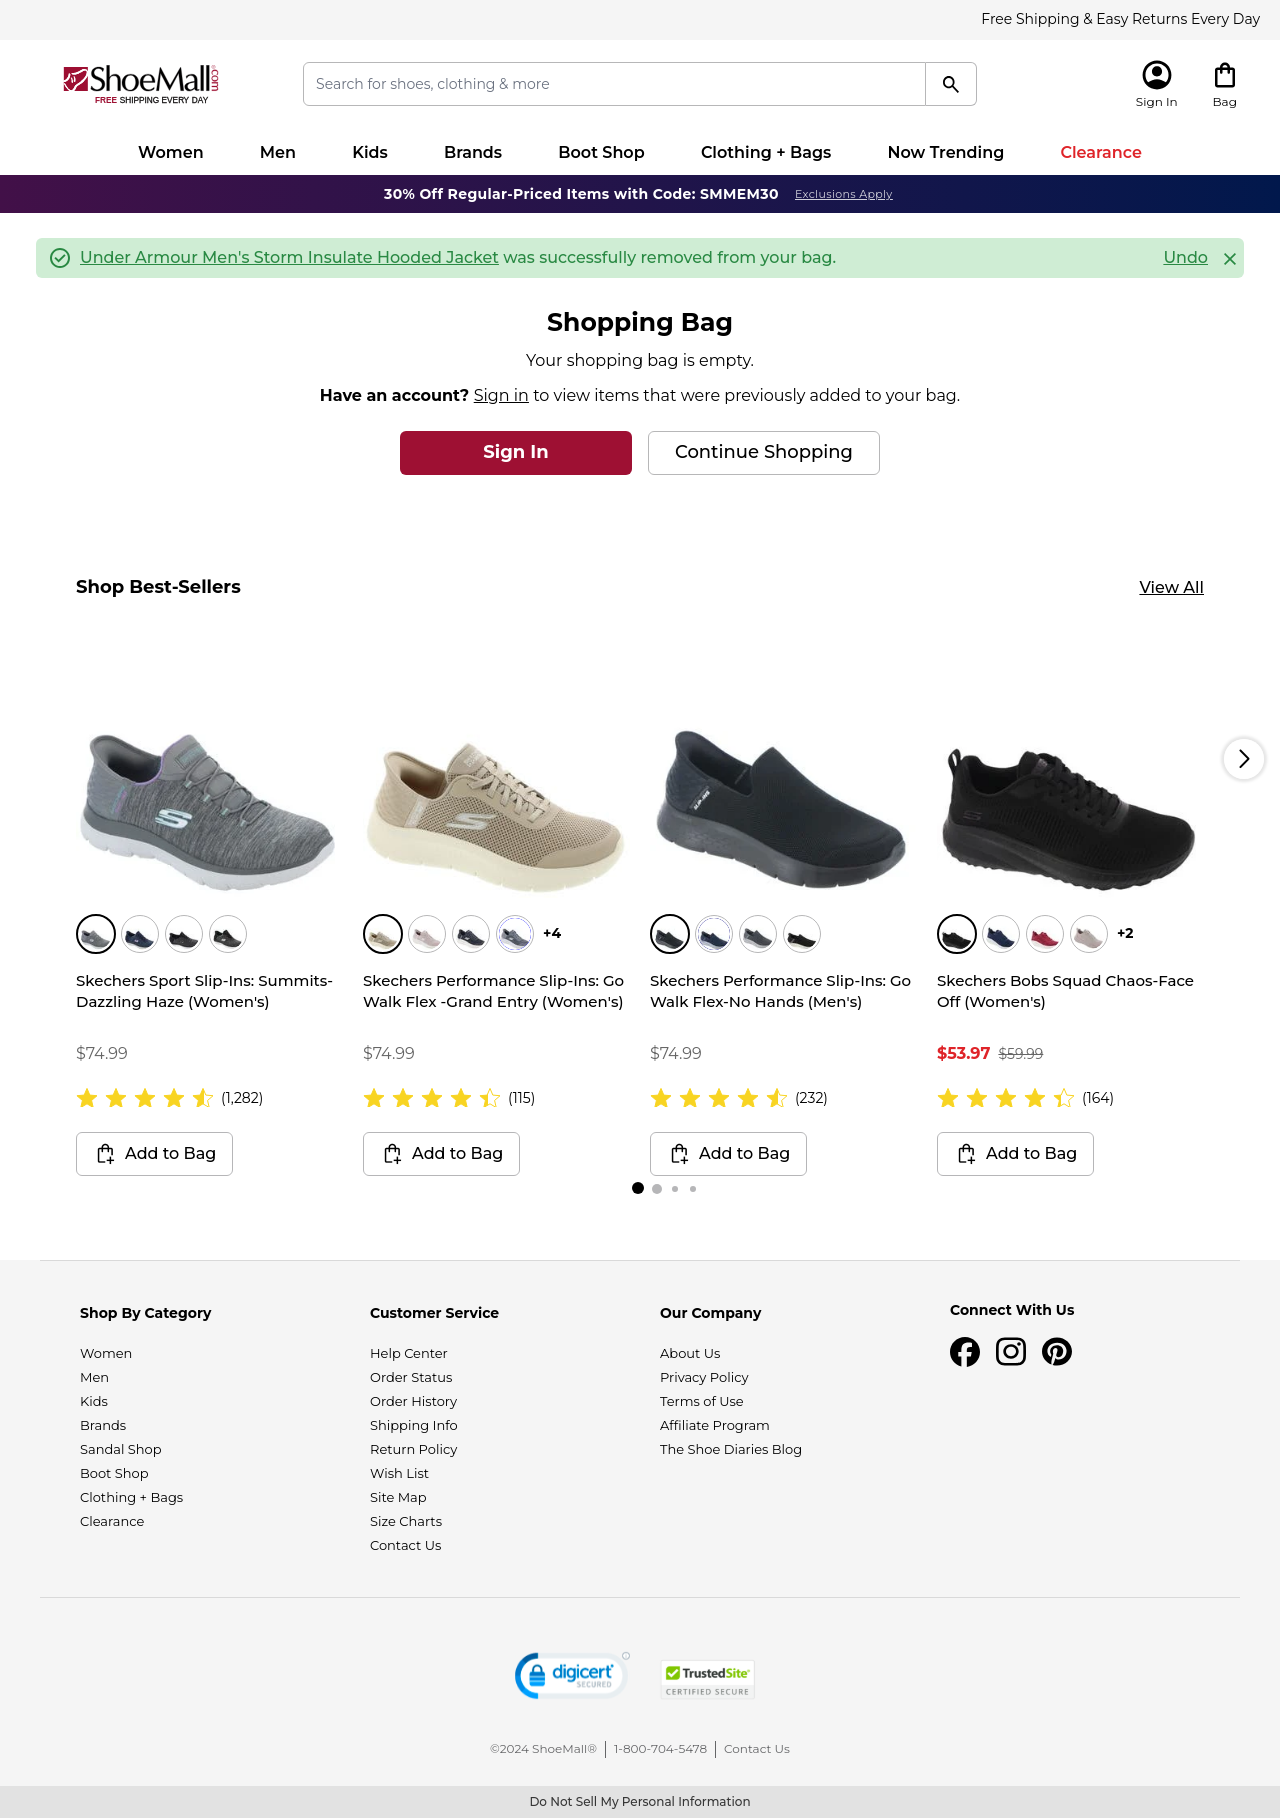 Free Shipping & Easy Returns Every Day
ShoeMall.com
FREE SHIPPING EVERY DAY
Search for shoes, clothing & more
Sign In
Bag
Women Men Kids Brands Boot Shop Clothing + Bags Now Trending Clearance
30% Off Regular-Priced Items with Code: SMMEM30 Exclusions Apply
Under Armour Men's Storm Insulate Hooded Jacket was successfully removed from your bag. Undo
Shopping Bag
Your shopping bag is empty.
Have an account? Sign in to view items that were previously added to your bag.
Sign In
Continue Shopping
Shop Best-Sellers
View All
Skechers Sport Slip-Ins: Summits-
Dazzling Haze (Women's)
$74.99
(1,282)
Add to Bag
+4
Skechers Performance Slip-Ins: Go
Walk Flex -Grand Entry (Women's)
$74.99
(115)
Add to Bag
Skechers Performance Slip-Ins: Go
Walk Flex-No Hands (Men's)
$74.99
(232)
Add to Bag
+2
Skechers Bobs Squad Chaos-Face
Off (Women's)
$53.97 $59.99
(164)
Add to Bag
Shop By Category
Women
Men
Kids
Brands
Sandal Shop
Boot Shop
Clothing + Bags
Clearance
Customer Service
Help Center
Order Status
Order History
Shipping Info
Return Policy
Wish List
Site Map
Size Charts
Contact Us
Our Company
About Us
Privacy Policy
Terms of Use
Affiliate Program
The Shoe Diaries Blog
Connect With Us
digicert
SECURED
TrustedSite
CERTIFIED SECURE
©2024 ShoeMall® 1-800-704-5478 Contact Us
Do Not Sell My Personal Information